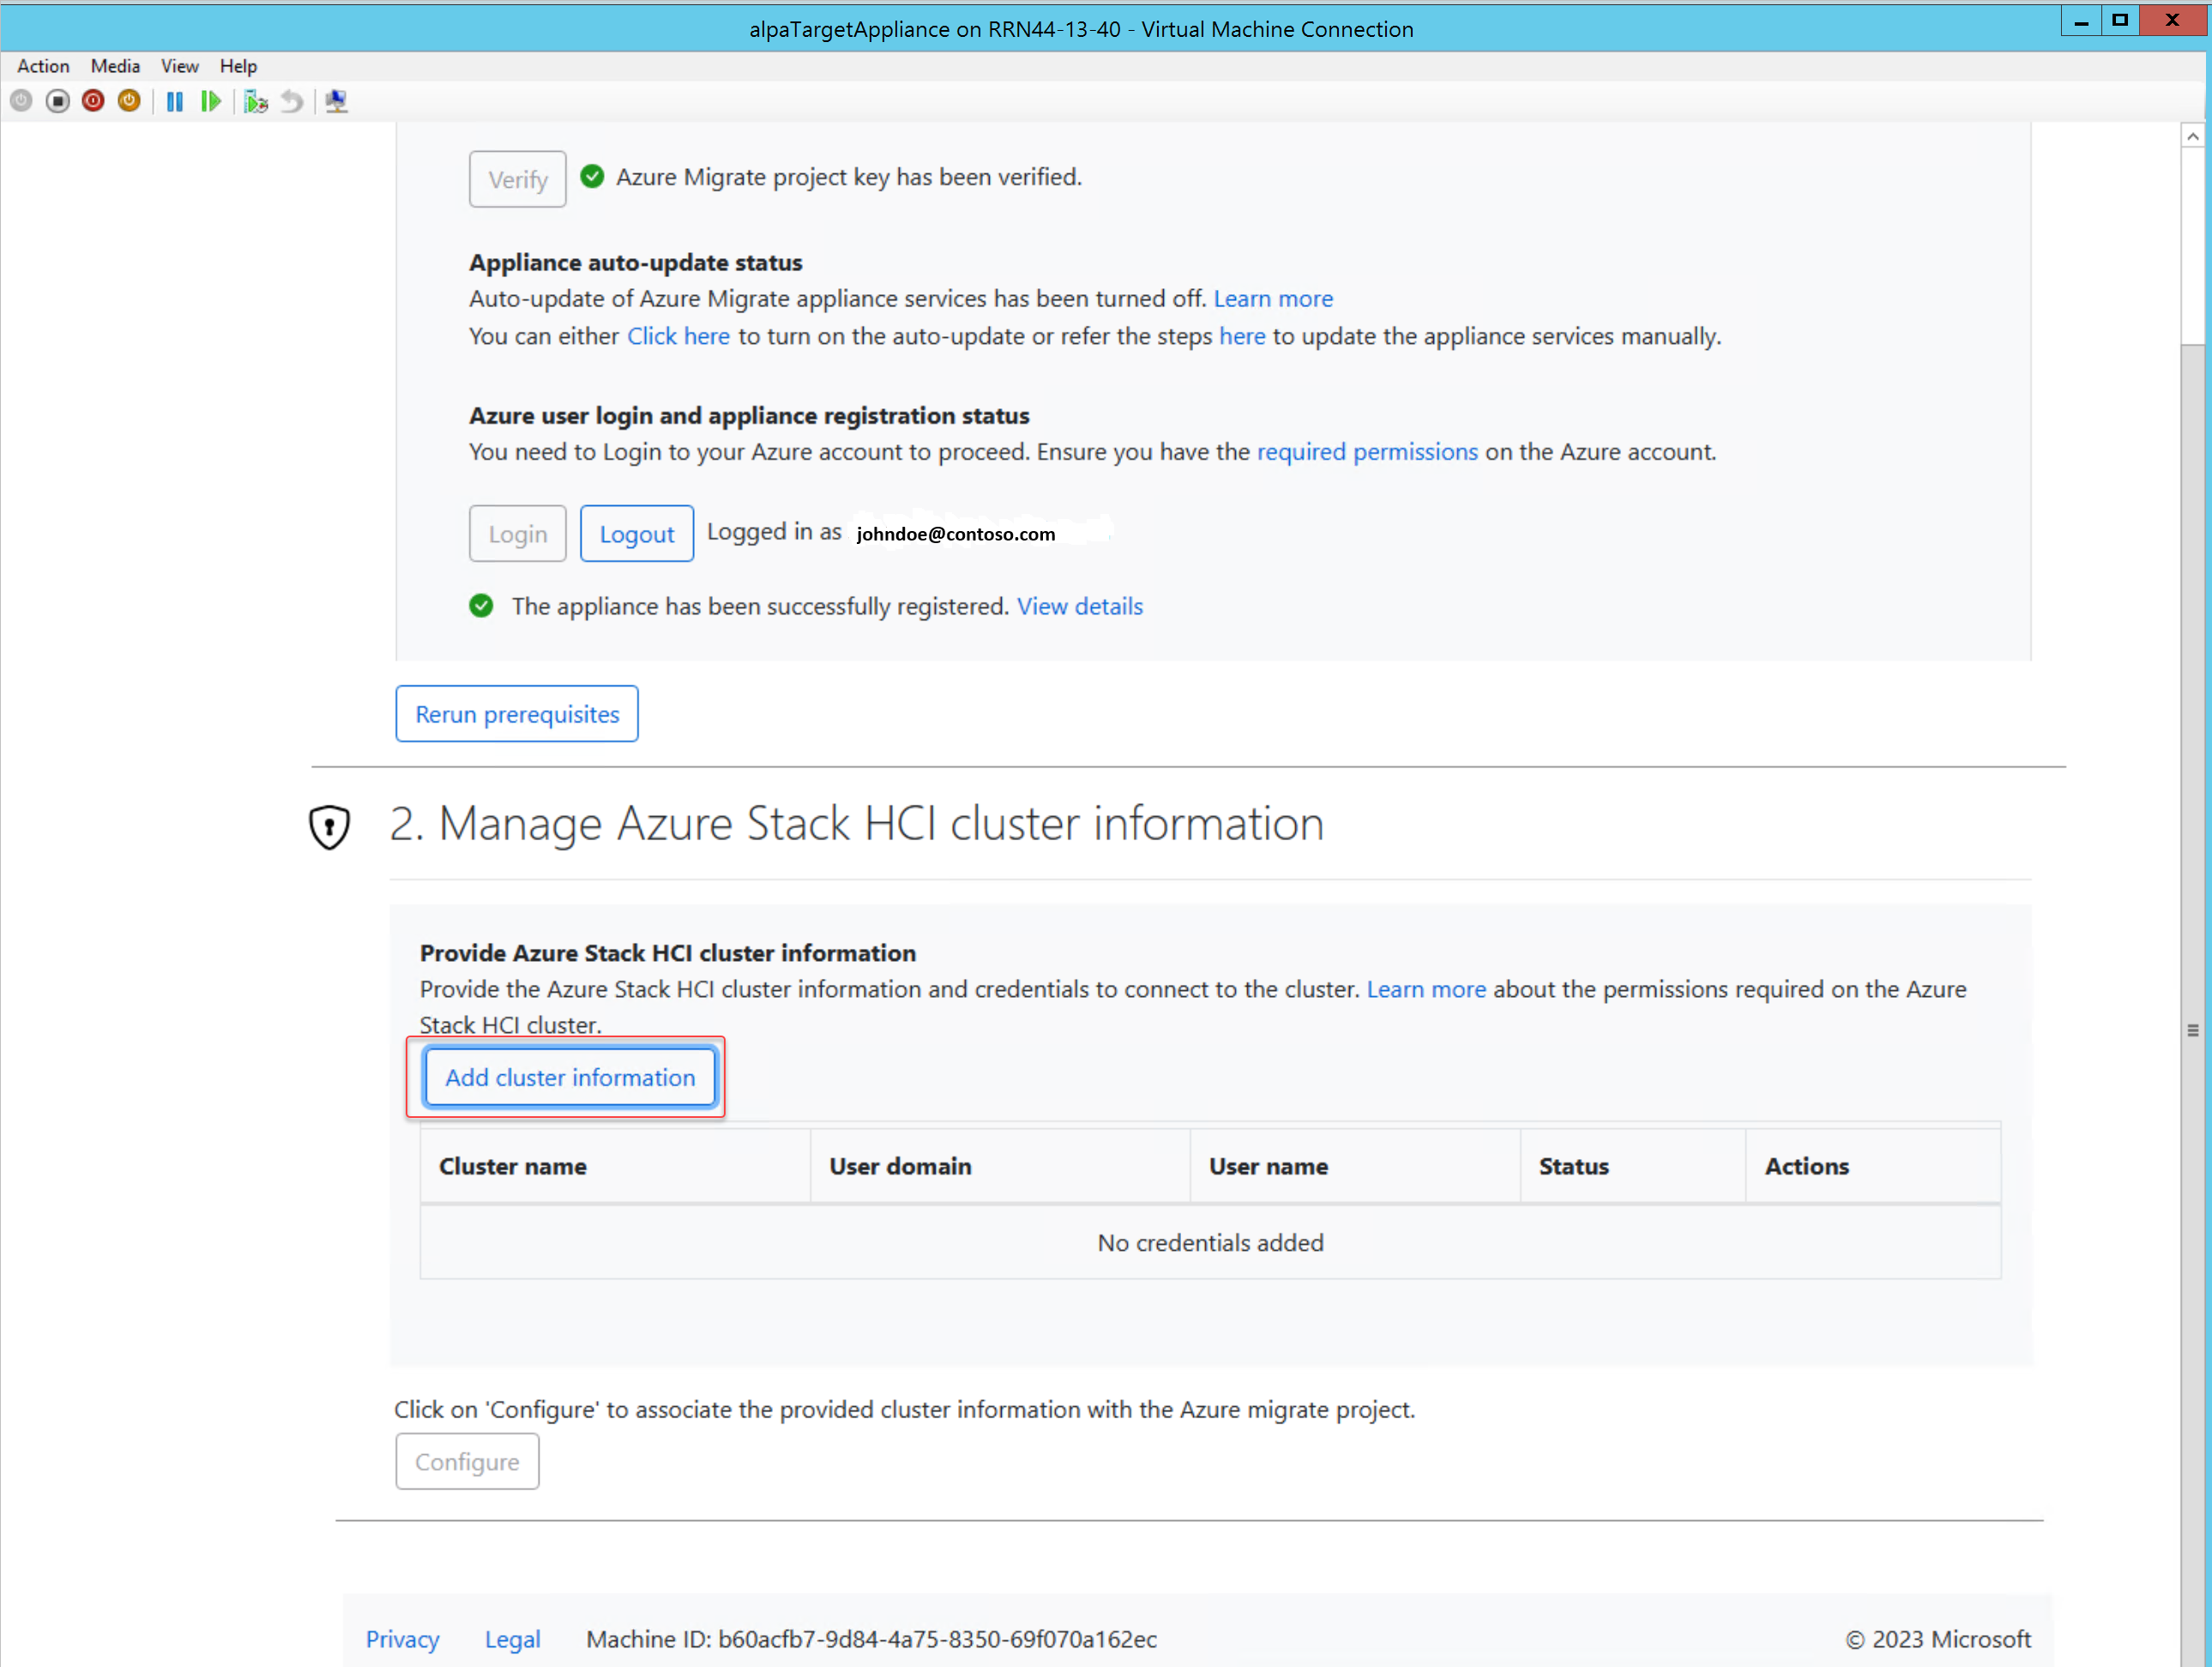 alpaTargetAppliance on RRN44-13-40 - Virtual Machine Connection
Action Media View Help
Verify Azure Migrate project key has been verified.
Appliance auto-update status
Auto-update of Azure Migrate appliance services has been turned off. Learn more
You can either Click here to turn on the auto-update or refer the steps here to update the appliance services manually.
Azure user login and appliance registration status
You need to Login to your Azure account to proceed. Ensure you have the required permissions on the Azure account.
Login Logout Logged in as johndoe@contoso.com
The appliance has been successfully registered. View details
Rerun prerequisites
2. Manage Azure Stack HCI cluster information
Provide Azure Stack HCI cluster information
Provide the Azure Stack HCI cluster information and credentials to connect to the cluster. Learn more about the permissions required on the Azure
Stack HCI cluster.
Add cluster information
Cluster name User domain User name Status Actions
No credentials added
Click on 'Configure' to associate the provided cluster information with the Azure migrate project.
Configure
Privacy Legal Machine ID: b60acfb7-9d84-4a75-8350-69f070a162ec © 2023 Microsoft